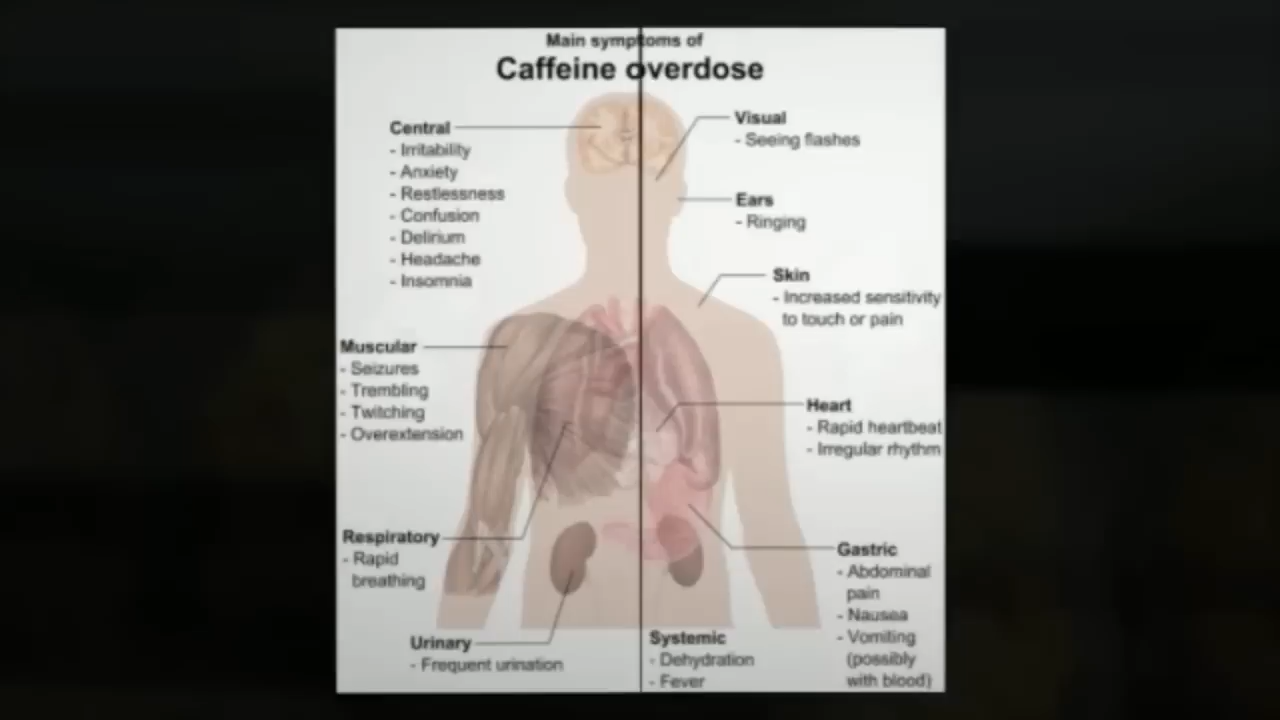 Main symptoms of
Caffeine overdose
Central
- Irritability
- Anxiety
- Restlessness
- Confusion
- Delirium
- Headache
- Insomnia
Visual
- Seeing flashes
Ears
- Ringing
Skin
- Increased sensitivity
to touch or pain
Muscular
- Seizures
- Trembling
- Twitching
- Overextension
Heart
- Rapid heartbeat
- Irregular rhythm
Respiratory
- Rapid
breathing
Gastric
- Abdominal
pain
- Nausea
- Vomiting
(possibly
with blood)
Urinary
- Frequent urination
Systemic
- Dehydration
- Fever